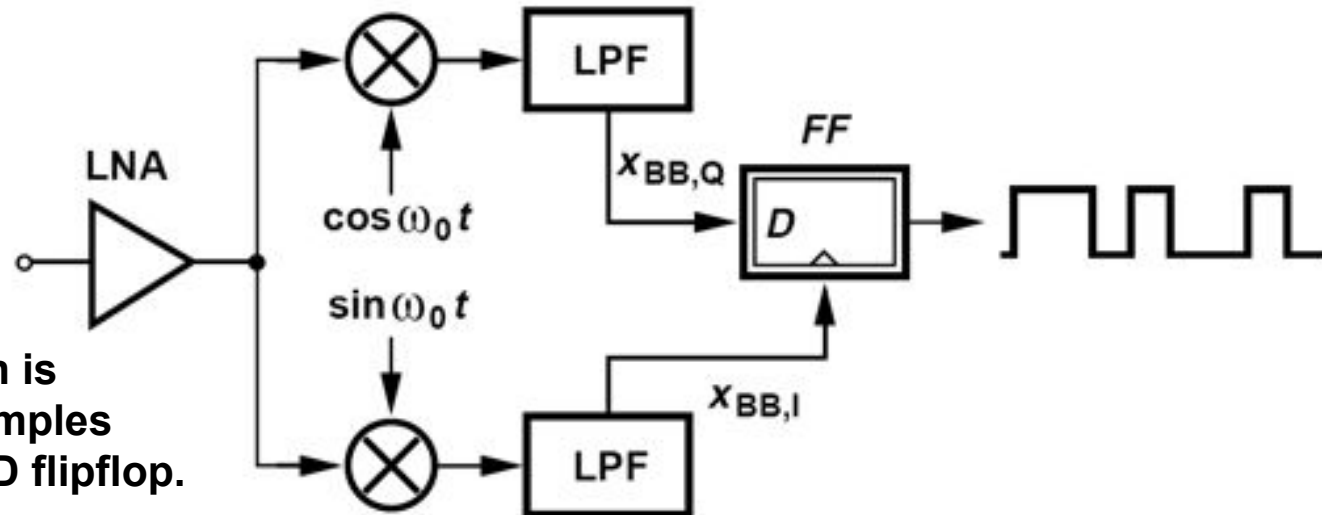 LPF
FF
LNA
x_BB,Q
cos ω₀ t
D
sin ω₀ t
n is
mples
D flipflop.
x_BB,I
LPF